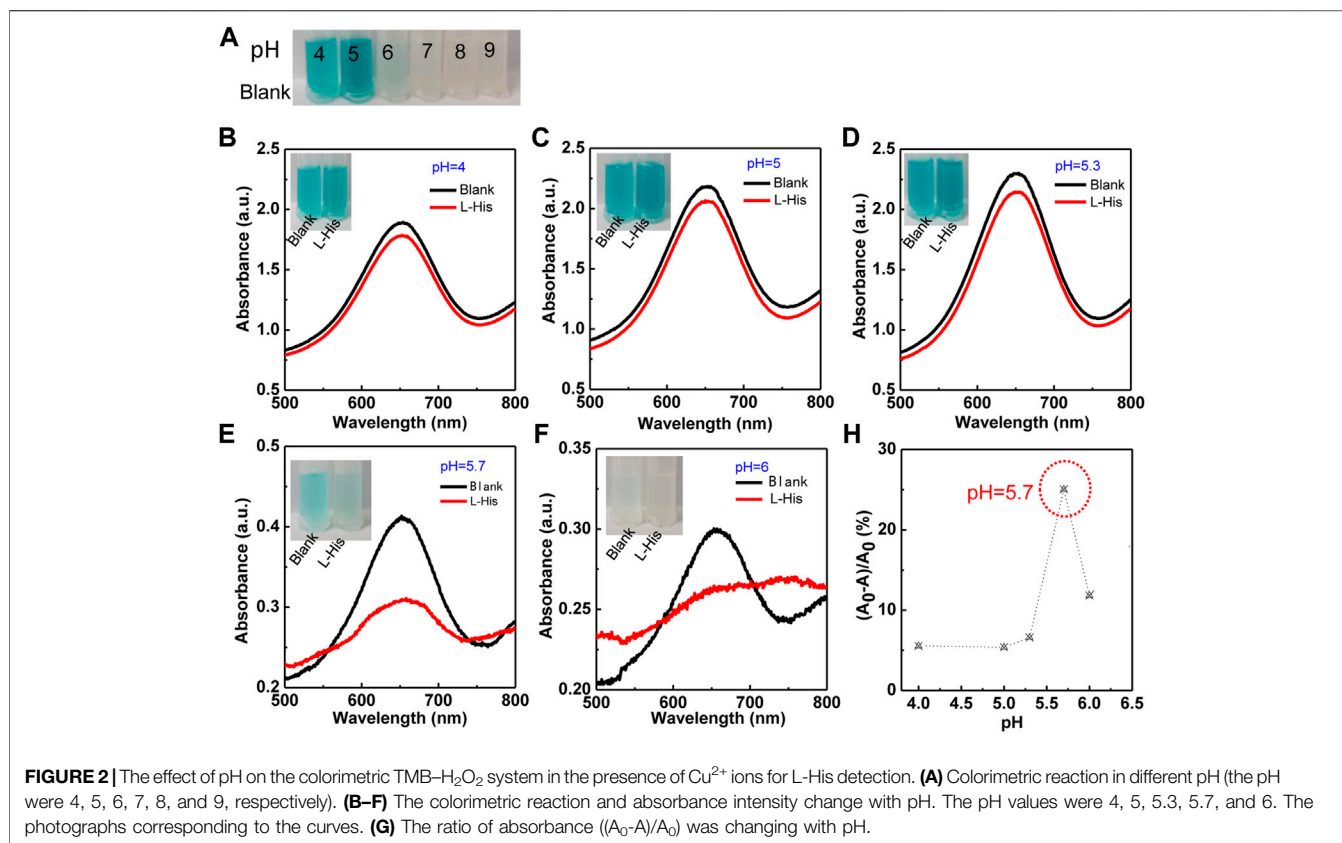 A
pH
4 5 6 7 8 9
Blank
B
2.5
2.0
1.5
1.0
0.5
Absorbance (a.u.)
pH=4
Blank
L-His
Blank
L-His
500 600 700 800
Wavelength (nm)
C
2.5
2.0
1.5
1.0
0.5
Absorbance (a.u.)
pH=5
Blank
L-His
Blank
L-His
500 600 700 800
Wavelength (nm)
D
2.5
2.0
1.5
1.0
0.5
Absorbance (a.u.)
pH=5.3
Blank
L-His
Blank
L-His
500 600 700 800
Wavelength (nm)
E
0.5
0.4
0.3
0.2
Absorbance (a.u.)
pH=5.7
Blank
L-His
Blank
L-His
500 600 700 800
Wavelength (nm)
F
0.35
0.30
0.25
0.20
Absorbance (a.u.)
pH=6
Blank
L-His
Blank
L-His
500 600 700 800
Wavelength (nm)
H
30
20
10
0
(A₀-A)/A₀ (%)
pH=5.7
4.0 4.5 5.0 5.5 6.0 6.5
pH
FIGURE 2 | The effect of pH on the colorimetric TMB–H₂O₂ system in the presence of Cu²⁺ ions for L-His detection. (A) Colorimetric reaction in different pH (the pH
were 4, 5, 6, 7, 8, and 9, respectively). (B–F) The colorimetric reaction and absorbance intensity change with pH. The pH values were 4, 5, 5.3, 5.7, and 6. The
photographs corresponding to the curves. (G) The ratio of absorbance ((A₀-A)/A₀) was changing with pH.